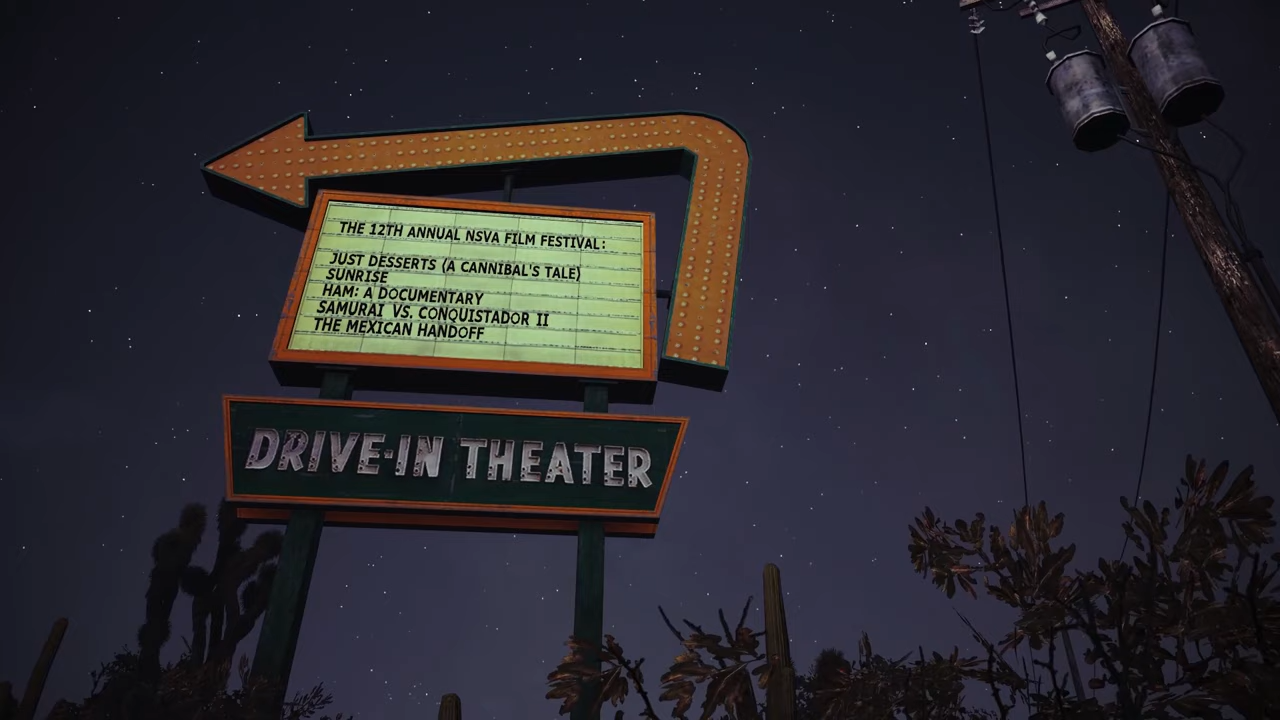 THE 12TH ANNUAL NSVA FILM FESTIVAL:
JUST DESSERTS (A CANNIBAL'S TALE)
SUNRISE
HAM: A DOCUMENTARY
SAMURAI VS. CONQUISTADOR II
THE MEXICAN HANDOFF
DRIVE-IN THEATER